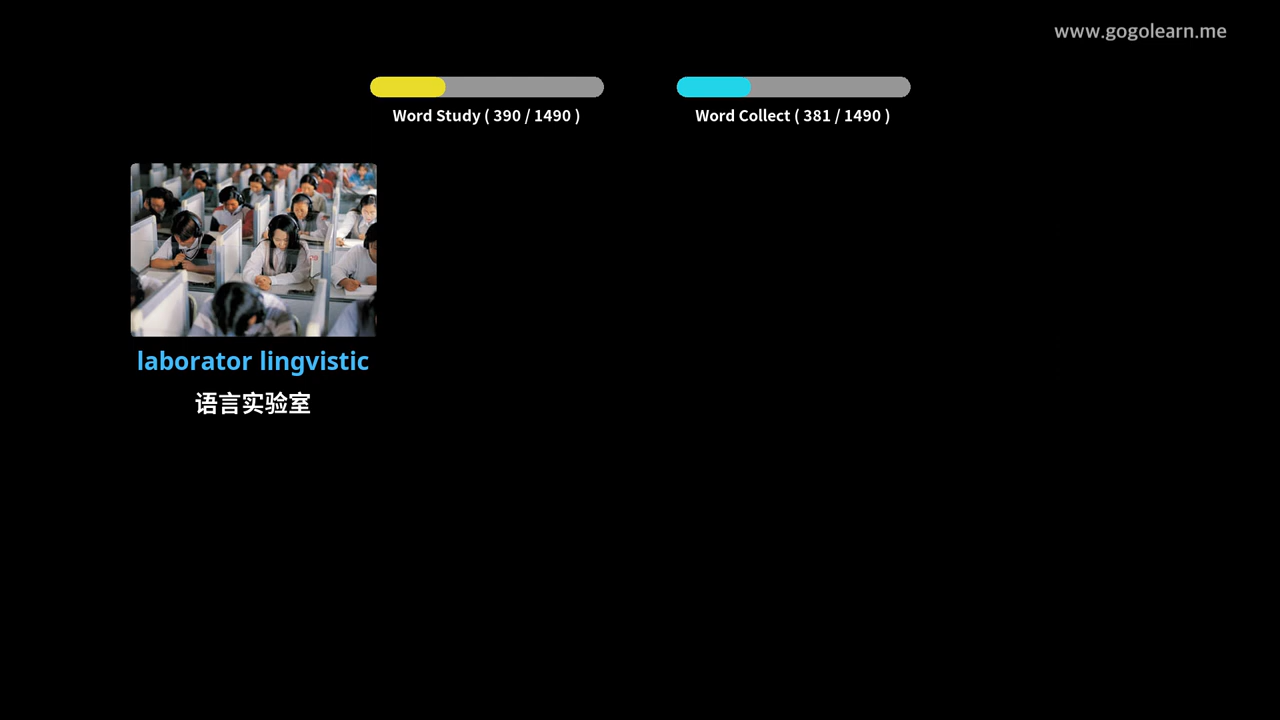 www.gogolearn.me
Word Study ( 390 / 1490 )
Word Collect ( 381 / 1490 )
laborator lingvistic
语言实验室